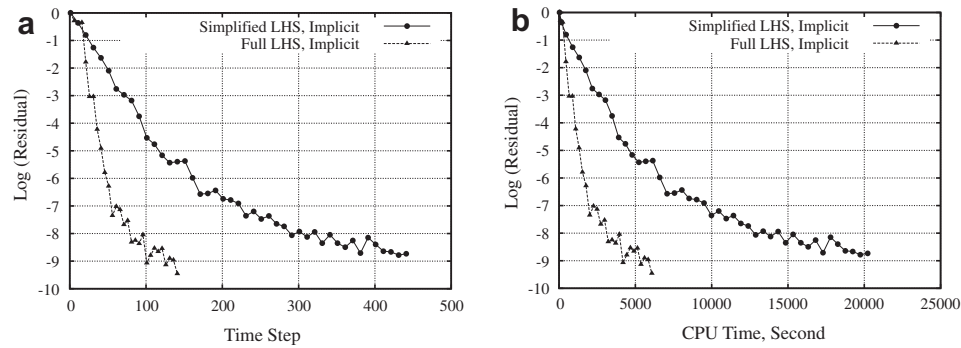 a
Simplified LHS, Implicit
Full LHS, Implicit
0
-1
-2
-3
-4
-5
-6
-7
-8
-9
-10
Log (Residual)
0 100 200 300 400 500
Time Step
b
Simplified LHS, Implicit
Full LHS, Implicit
0
-1
-2
-3
-4
-5
-6
-7
-8
-9
-10
Log (Residual)
0 5000 10000 15000 20000 25000
CPU Time, Second